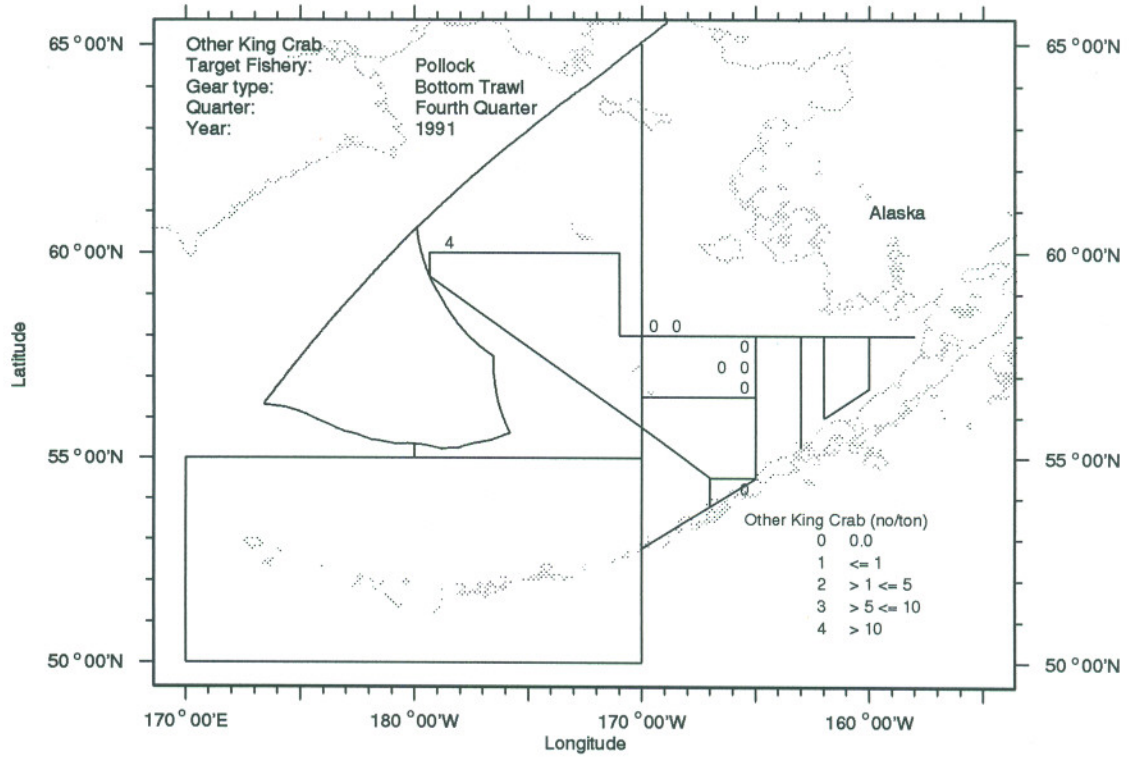 Other King Crab
Target Fishery: Pollock
Gear type: Bottom Trawl
Quarter: Fourth Quarter
Year: 1991
65°00'N 65°00'N
Alaska
4
60°00'N 60°00'N
0 0
0
0 0
0
Latitude
55°00'N 55°00'N
0
Other King Crab (no/ton)
0 0.0
1 <= 1
2 > 1 <= 5
3 > 5 <= 10
4 > 10
50°00'N 50°00'N
170°00'E 180°00'W 170°00'W 160°00'W
Longitude